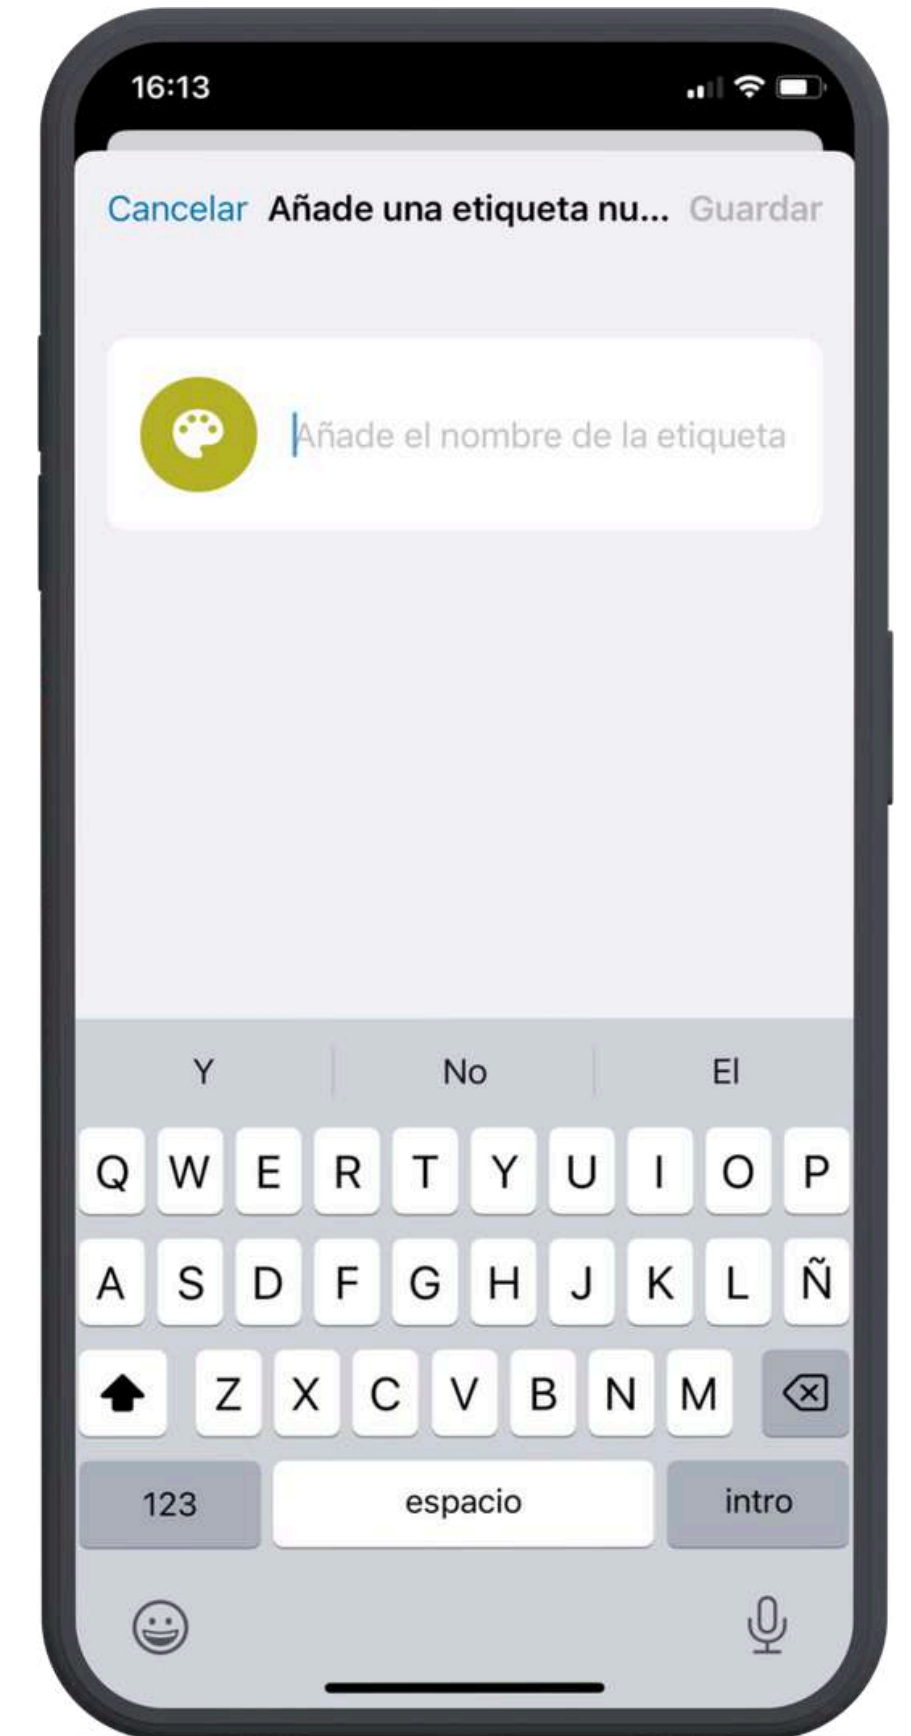 16:13
Cancelar Añade una etiqueta nu... Guardar
Añade el nombre de la etiqueta
Y No El
Q W E R T Y U I O P
A S D F G H J K L Ñ
Z X C V B N M
123 espacio intro